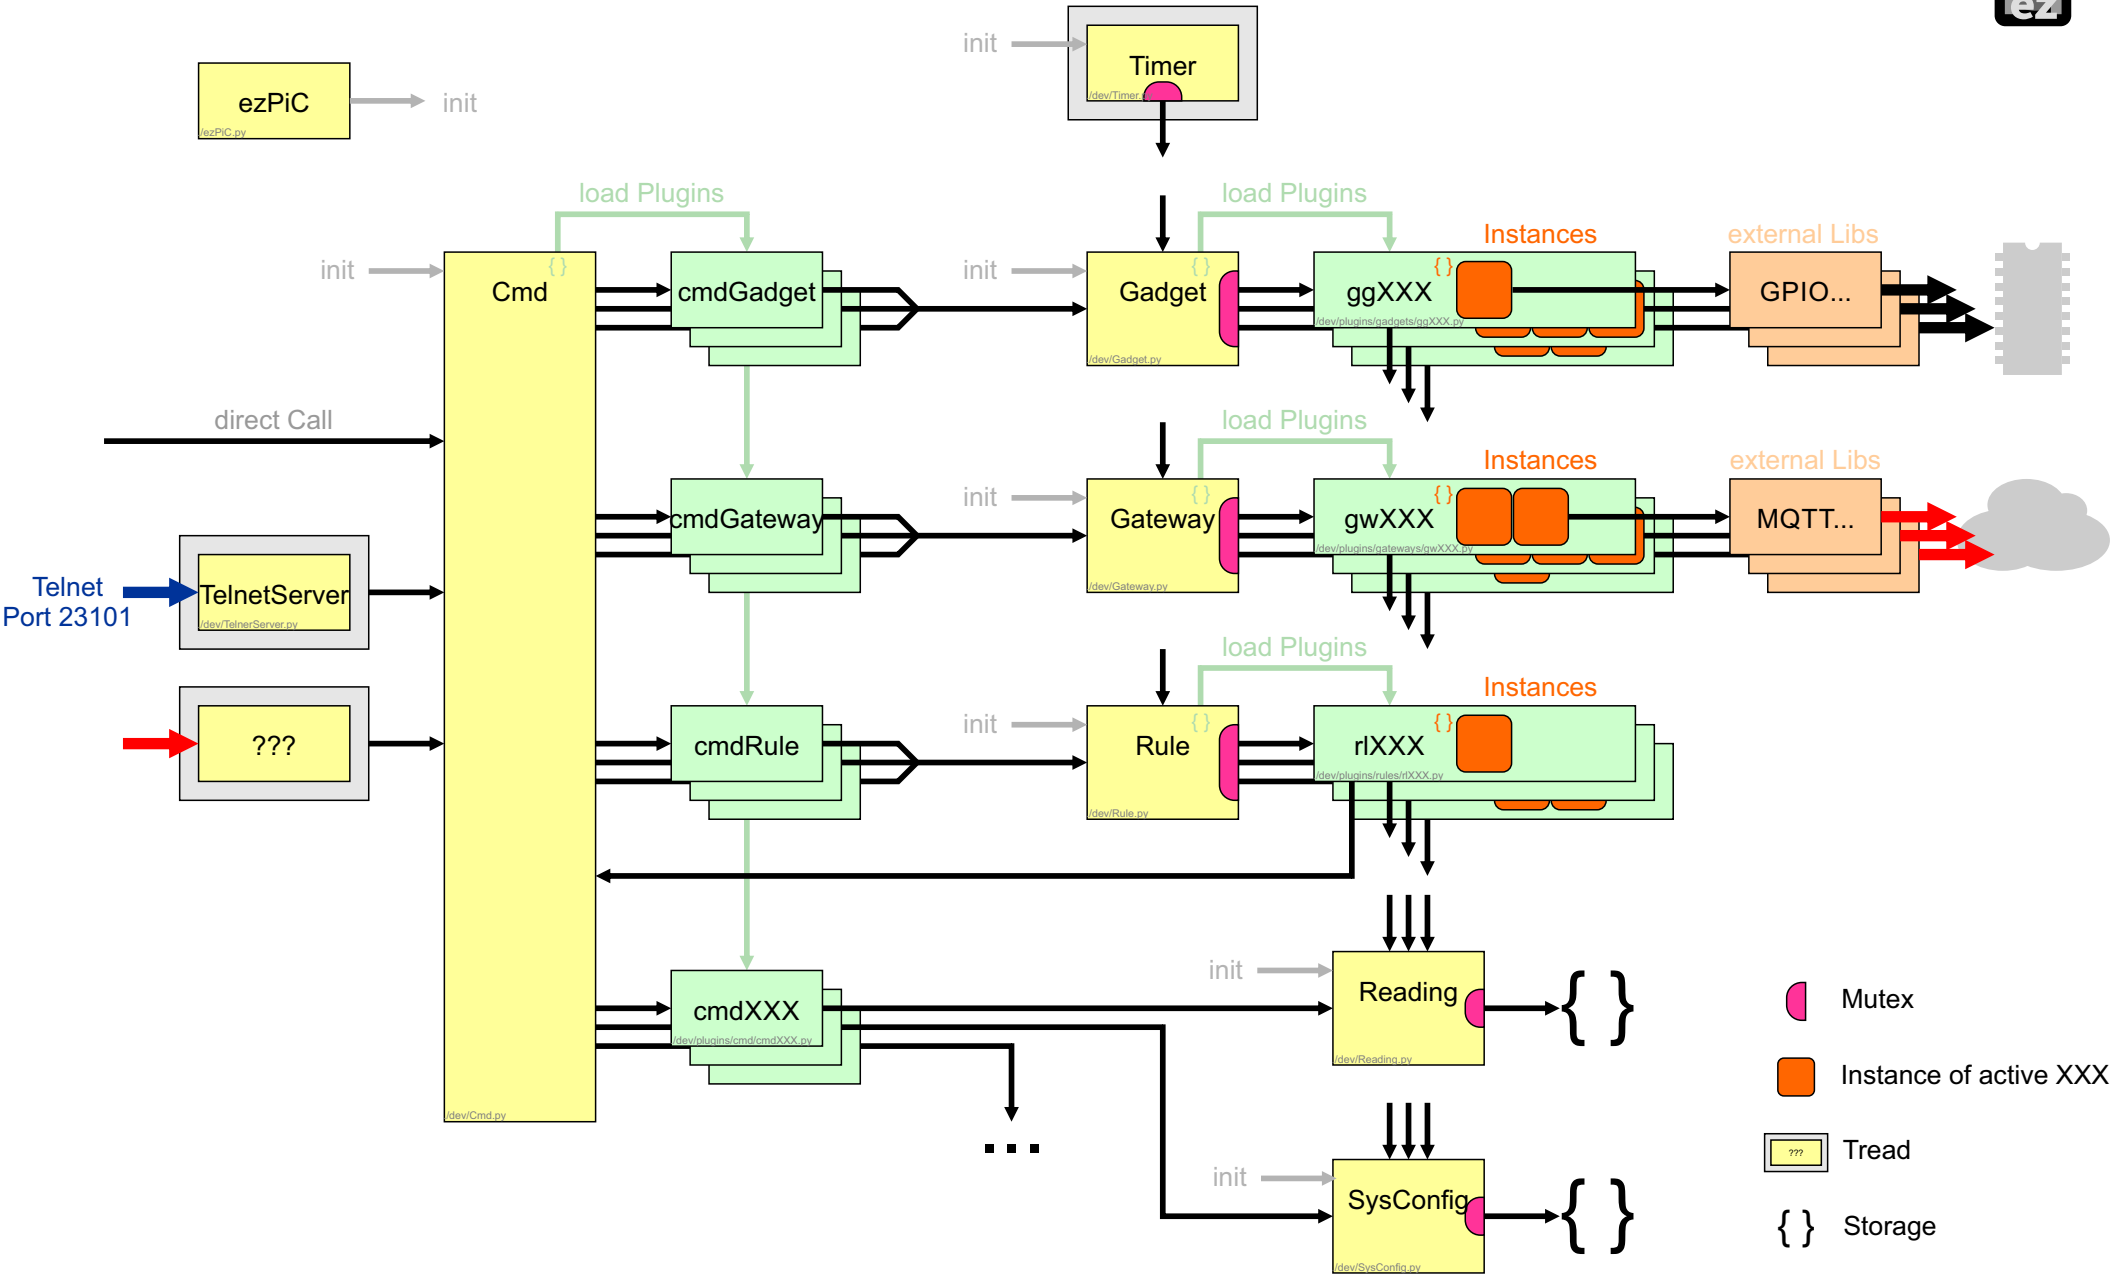 ez
init
Timer
/dev/Timer.py
ezPiC
/ezPiC.py
init
load Plugins
load Plugins
Instances
external Libs
init
{ }
Cmd
cmdGadget
init
{ }
Gadget
/dev/Gadget.py
{ }
ggXXX
/dev/plugins/gadgets/ggXXX.py
GPIO...
direct Call
load Plugins
Instances
external Libs
cmdGateway
init
{ }
Gateway
/dev/Gateway.py
{ }
gwXXX
/dev/plugins/gateways/gwXXX.py
MQTT...
Telnet
Port 23101
TelnetServer
/dev/TelnerServer.py
load Plugins
Instances
???
cmdRule
init
{ }
Rule
/dev/Rule.py
{ }
rlXXX
/dev/plugins/rules/rlXXX.py
cmdXXX
/dev/plugins/cmd/cmdXXX.py
init
Reading
/dev/Reading.py
{ }
/dev/Cmd.py
...
init
SysConfig
/dev/SysConfig.py
{ }
Mutex
Instance of active XXX
???
Tread
{ }
Storage